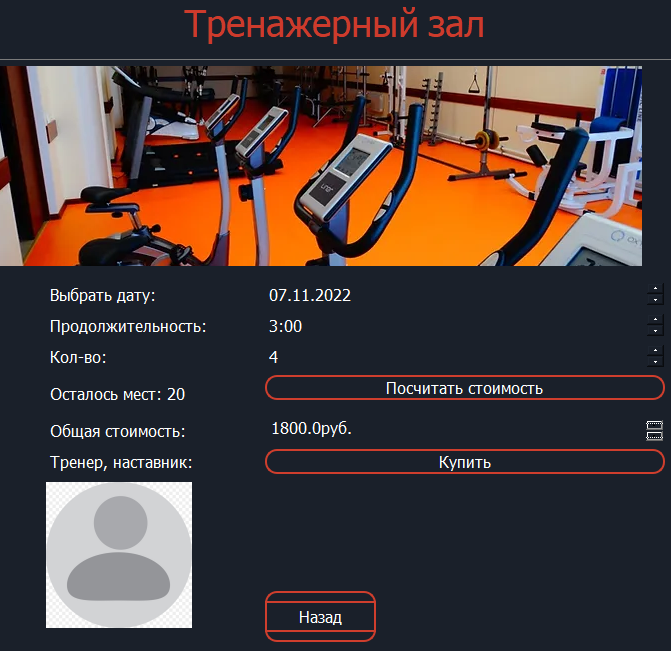 Тренажерный зал
Выбрать дату: 07.11.2022
Продолжительность: 3:00
Кол-во: 4
Осталось мест: 20 Посчитать стоимость
Общая стоимость: 1800.0руб.
Тренер, наставник: Купить
Назад